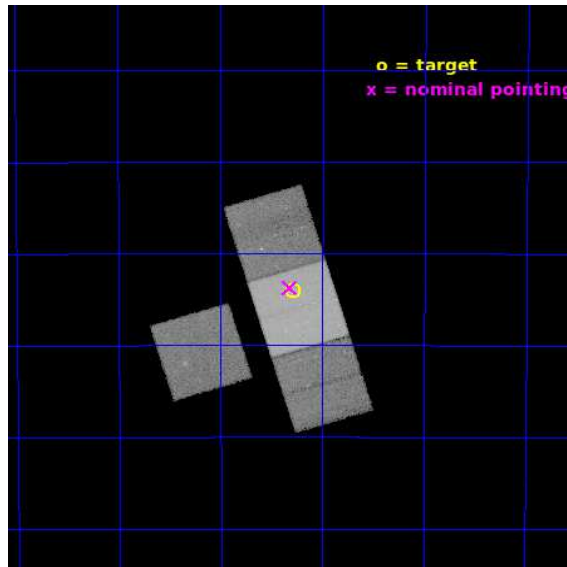 o = target
x = nominal pointing